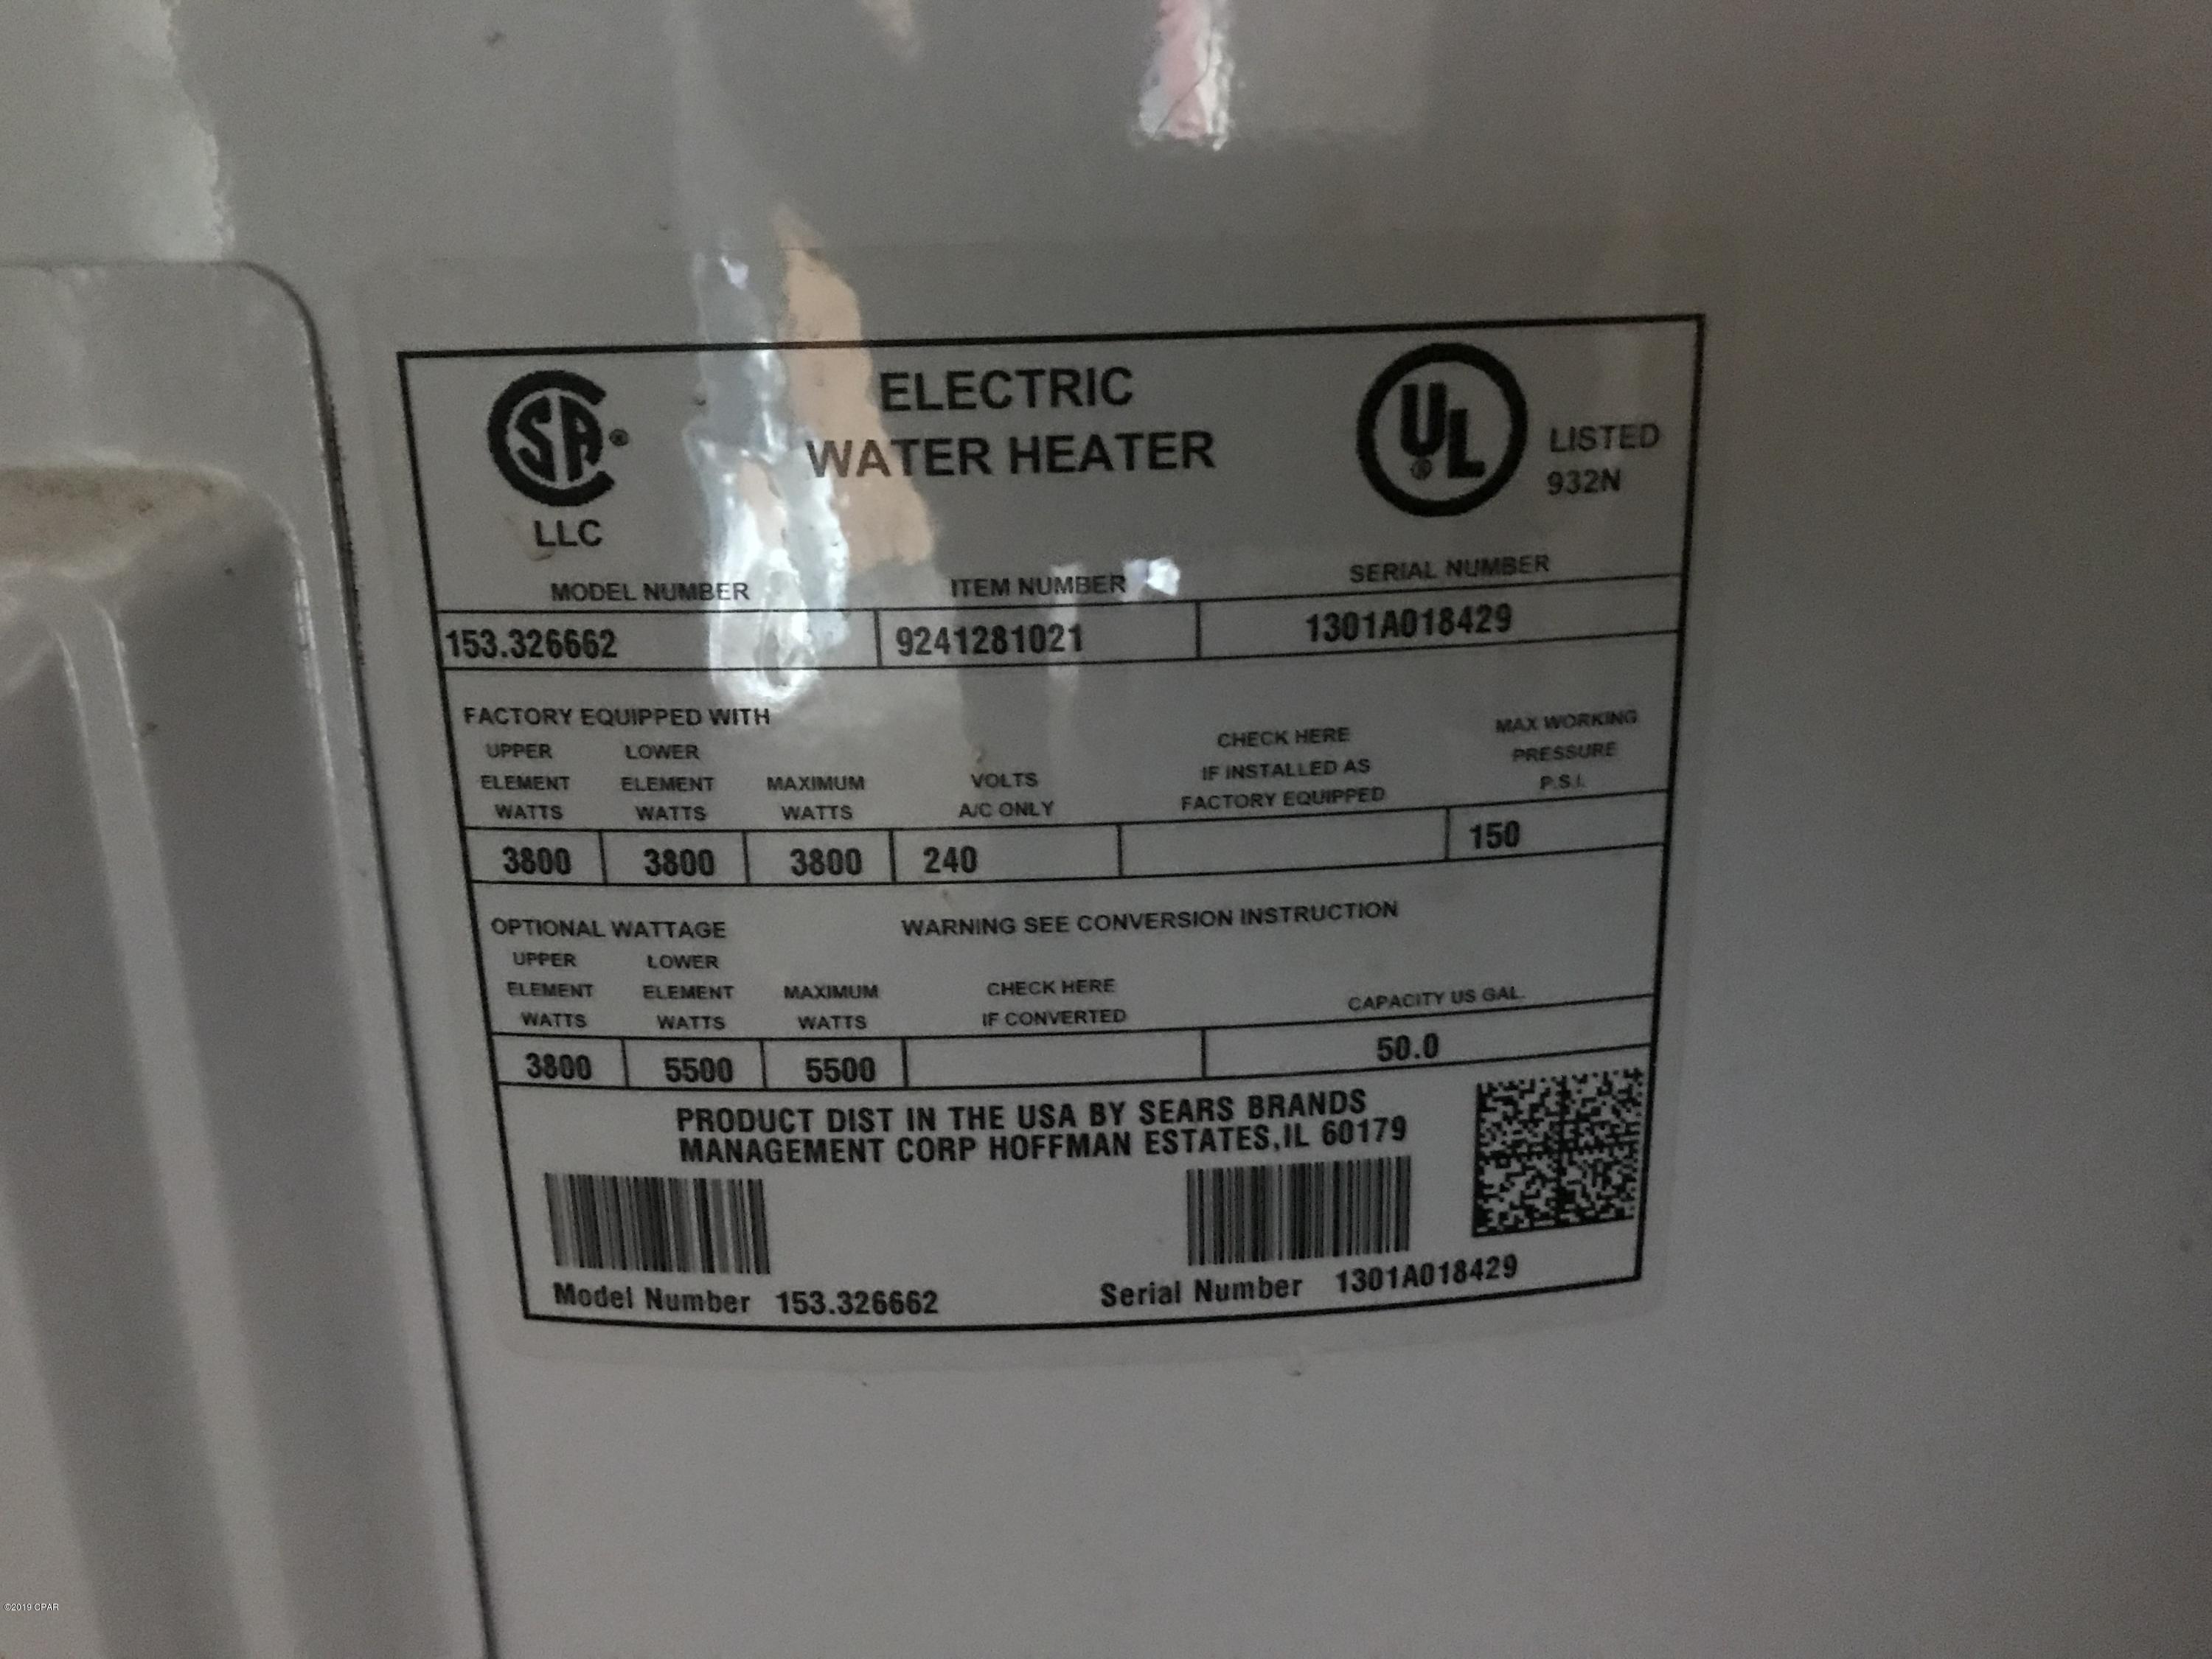 SA®
LLC
ELECTRIC
WATER HEATER
UL®
LISTED
932N
MODEL NUMBER ITEM NUMBER SERIAL NUMBER
153.326662 9241281021 1301A018429
FACTORY EQUIPPED WITH
UPPER ELEMENT WATTS LOWER ELEMENT WATTS MAXIMUM WATTS VOLTS A/C ONLY CHECK HERE IF INSTALLED AS FACTORY EQUIPPED MAX WORKING PRESSURE P.S.I.
3800 3800 3800 240 150
OPTIONAL WATTAGE WARNING SEE CONVERSION INSTRUCTION
UPPER ELEMENT WATTS LOWER ELEMENT WATTS MAXIMUM WATTS CHECK HERE IF CONVERTED CAPACITY US GAL.
3800 5500 5500 50.0
PRODUCT DIST IN THE USA BY SEARS BRANDS
MANAGEMENT CORP HOFFMAN ESTATES,IL 60179
Model Number 153.326662 Serial Number 1301A018429
©2019 CPAR